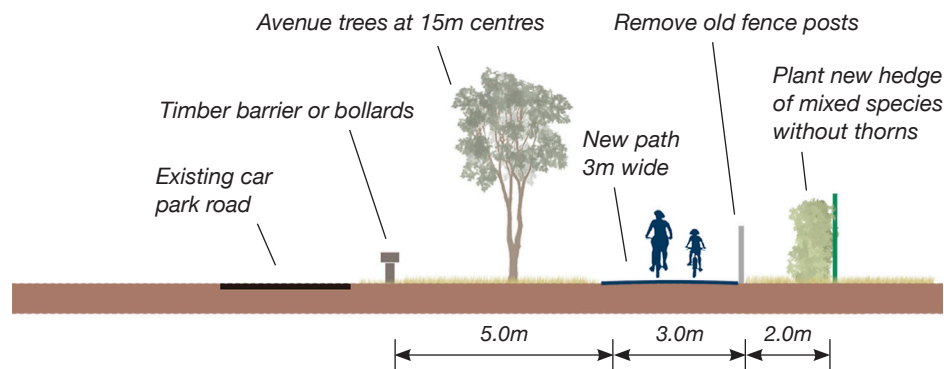 Avenue trees at 15m centres
Remove old fence posts
Plant new hedge
of mixed species
without thorns
Timber barrier or bollards
New path
3m wide
Existing car
park road
5.0m
3.0m
2.0m